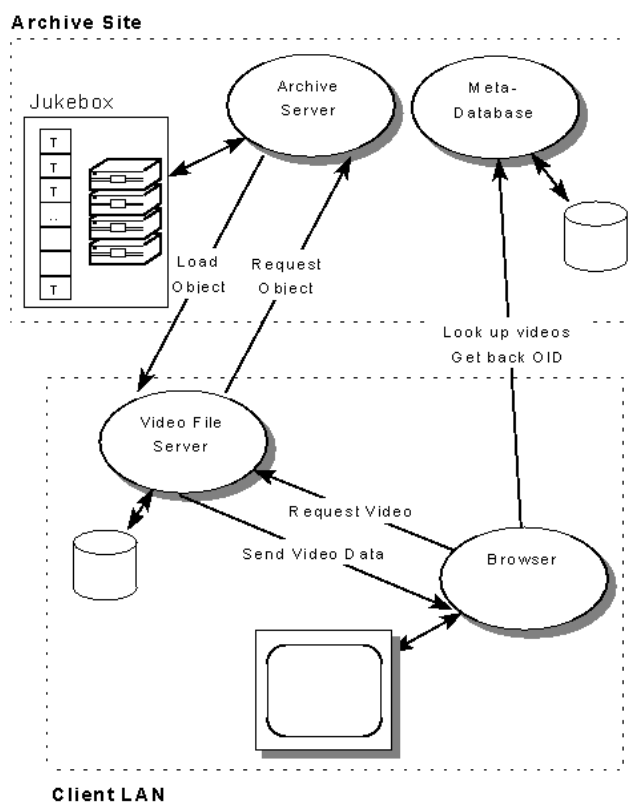 Archive Site
Archive
Server
Meta-
Database
Jukebox
T
T
T
..
T
Load
Object
Request
Object
Look up videos
Get back OID
Video File
Server
Request Video
Send Video Data
Browser
Client LAN